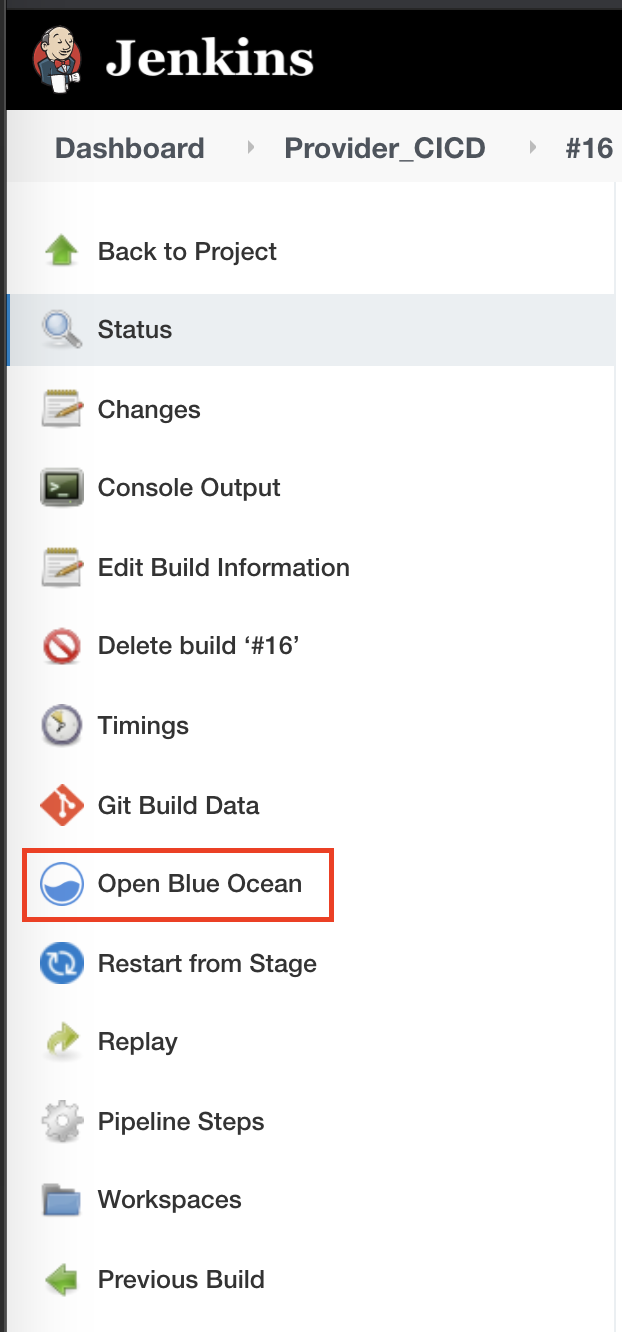 Jenkins
Dashboard Provider_CICD #16
Back to Project
Status
Changes
Console Output
Edit Build Information
Delete build ‘#16’
Timings
Git Build Data
Open Blue Ocean
Restart from Stage
Replay
Pipeline Steps
Workspaces
Previous Build